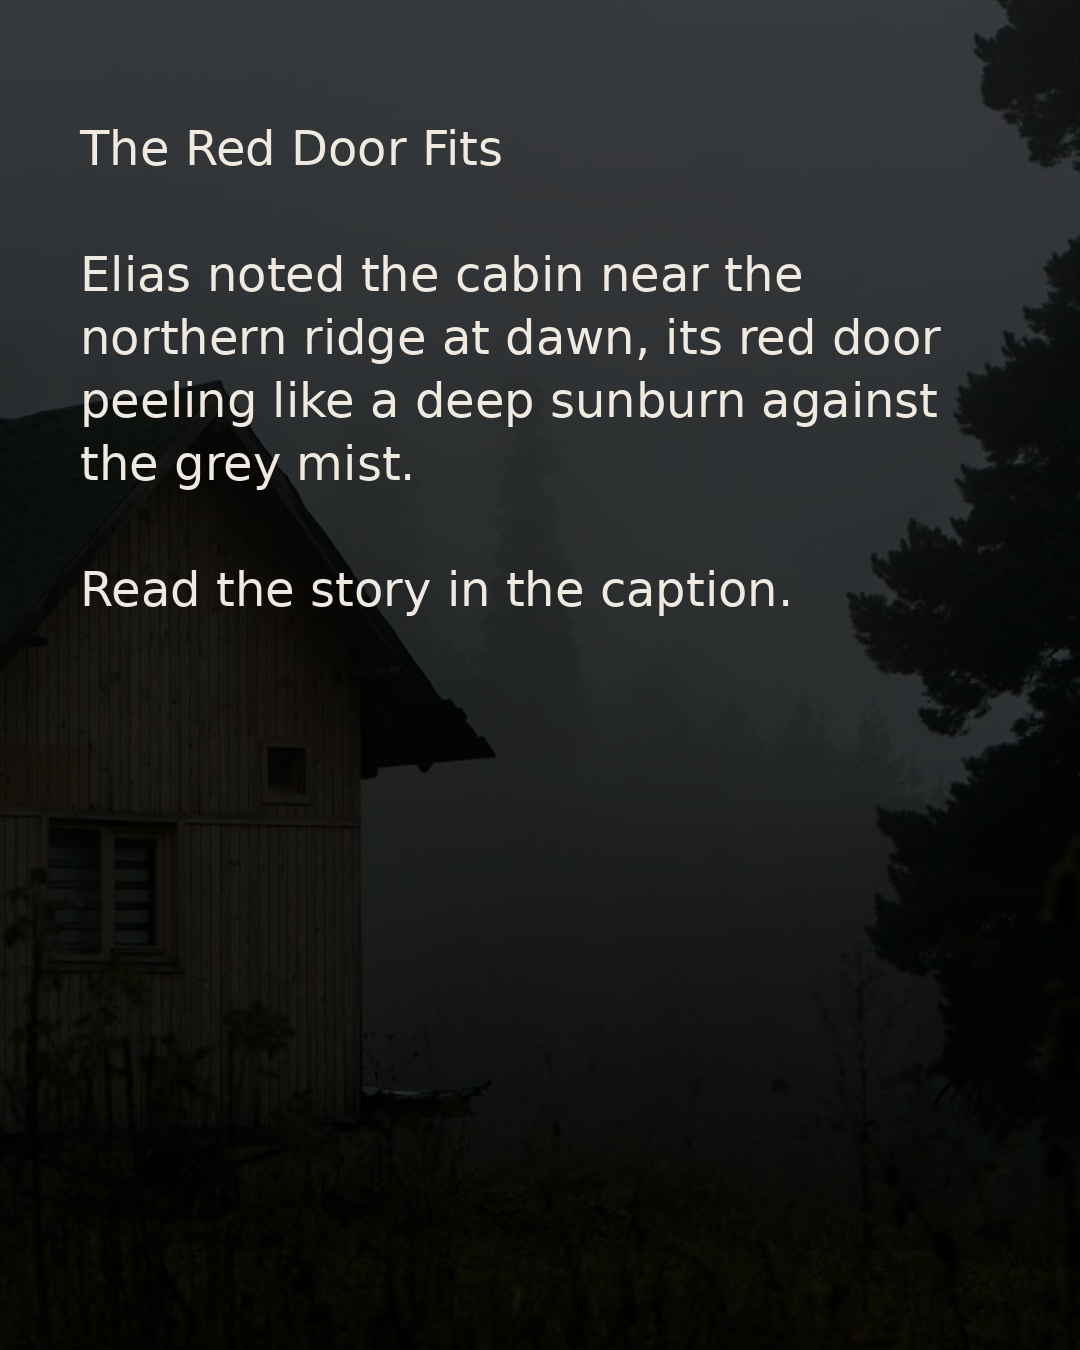 The Red Door Fits
Elias noted the cabin near the
northern ridge at dawn, its red door
peeling like a deep sunburn against
the grey mist.
Read the story in the caption.